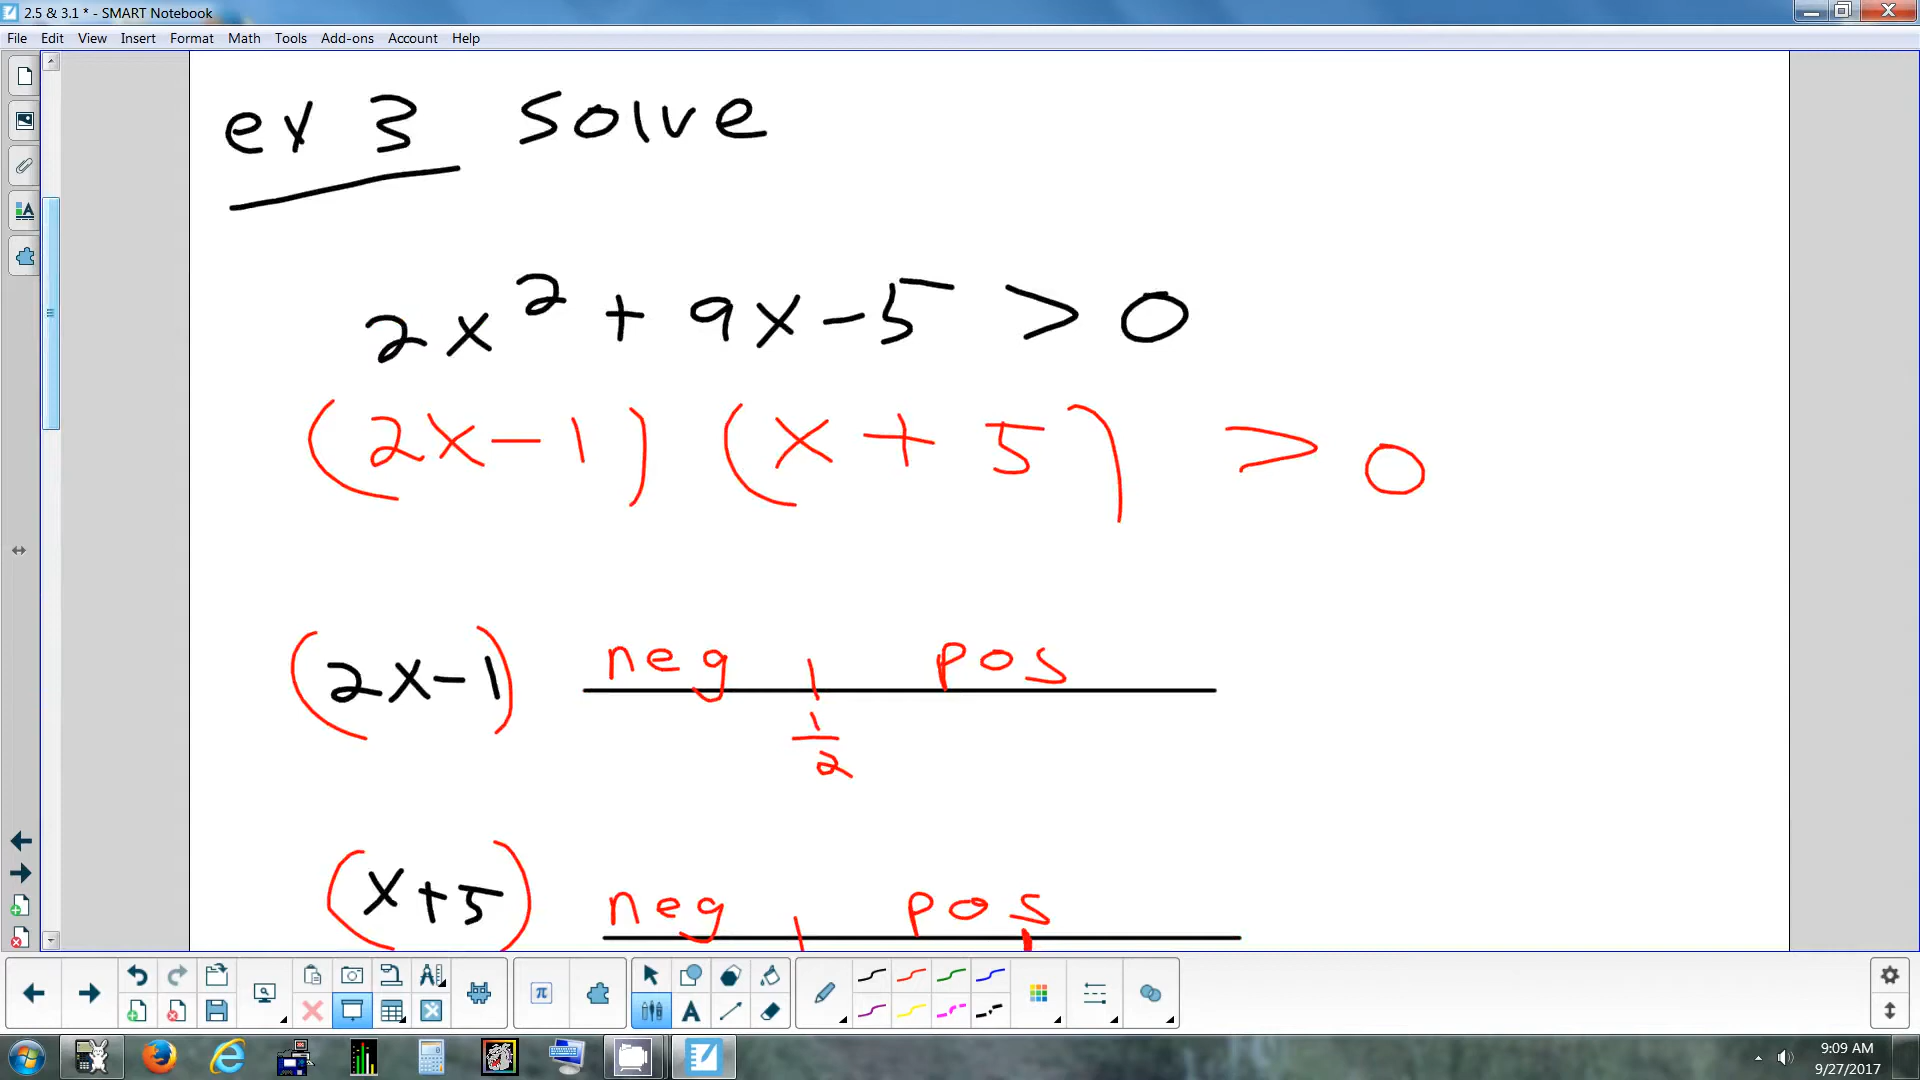 2.5 & 3.1 * - SMART Notebook
File Edit View Insert Format Math Tools Add-ons Account Help
ex 3 solve
2x² + 9x - 5 > 0
(2x - 1) (x + 5) > 0
(2x - 1) neg pos
1/2
(x + 5) neg pos
9:09 AM
9/27/2017